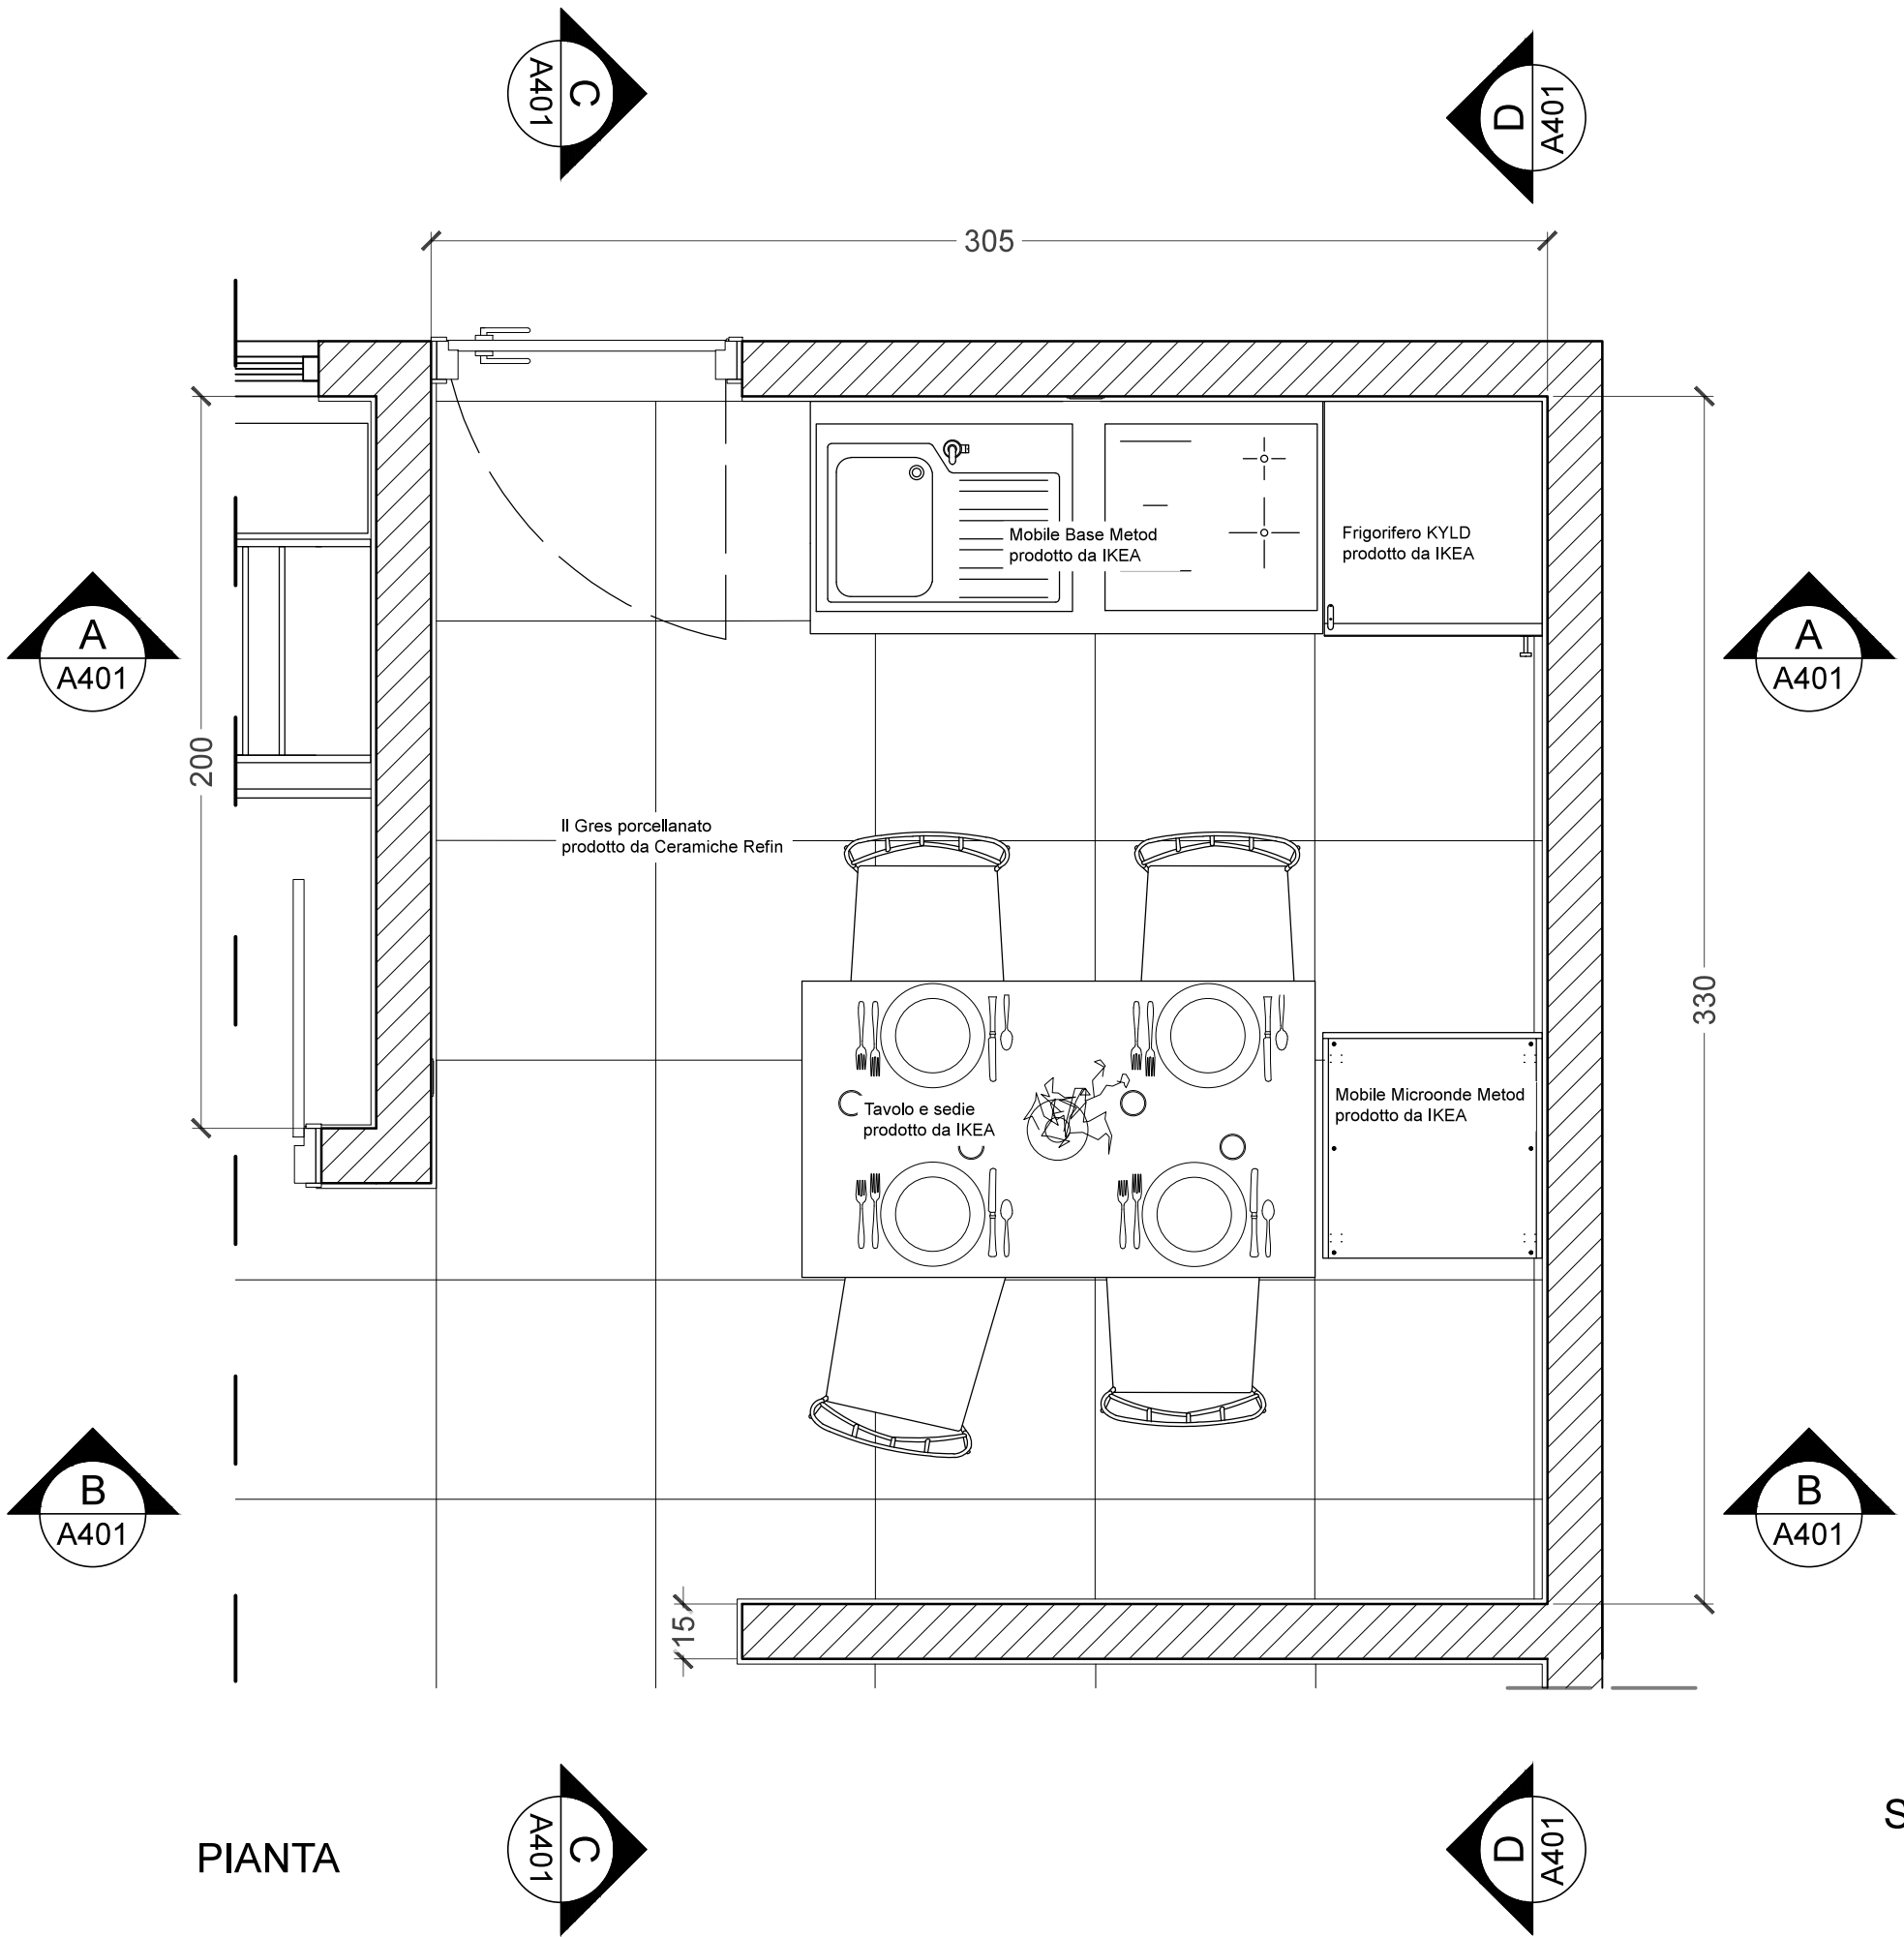 C
A401
D
A401
305
Mobile Base Metod
prodotto da IKEA
Frigorifero KYLD
prodotto da IKEA
A
A401
A
A401
200
Il Gres porcellanato
prodotto da Ceramiche Refin
330
Mobile Microonde Metod
prodotto da IKEA
Tavolo e sedie
prodotto da IKEA
B
A401
B
A401
15
C
A401
D
A401
PIANTA
S